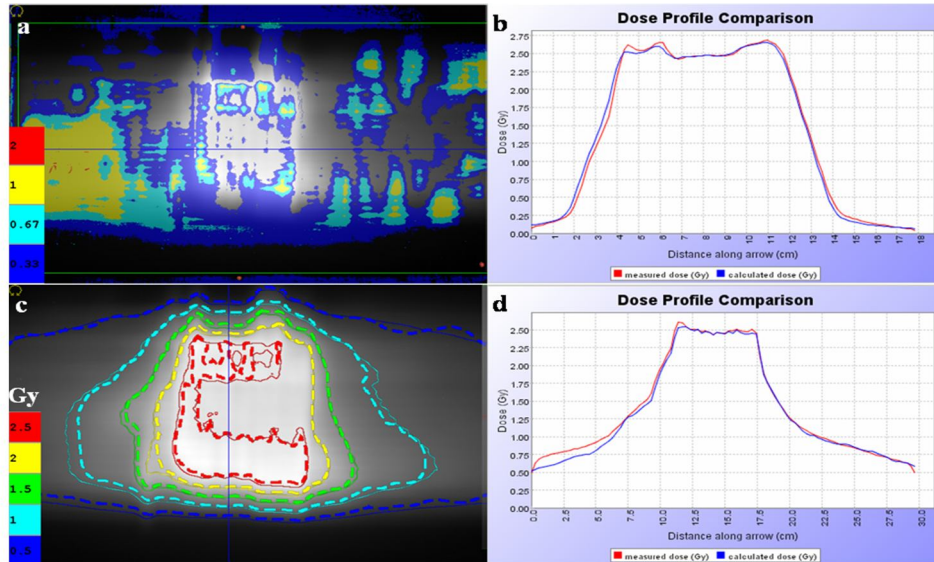 a
2
1
0.67
0.33
b
Dose Profile Comparison
Dose (Gy)
2.75
2.50
2.25
2.00
1.75
1.50
1.25
1.00
0.75
0.50
0.25
0.00
0 1 2 3 4 5 6 7 8 9 10 11 12 13 14 15 16 17 18
Distance along arrow (cm)
measured dose (Gy) calculated dose (Gy)
c
Gy
2.5
2
1.5
1
0.5
d
Dose Profile Comparison
Dose (Gy)
2.50
2.25
2.00
1.75
1.50
1.25
1.00
0.75
0.50
0.25
0.00
0.0 2.5 5.0 7.5 10.0 12.5 15.0 17.5 20.0 22.5 25.0 27.5 30.0
Distance along arrow (cm)
measured dose (Gy) calculated dose (Gy)